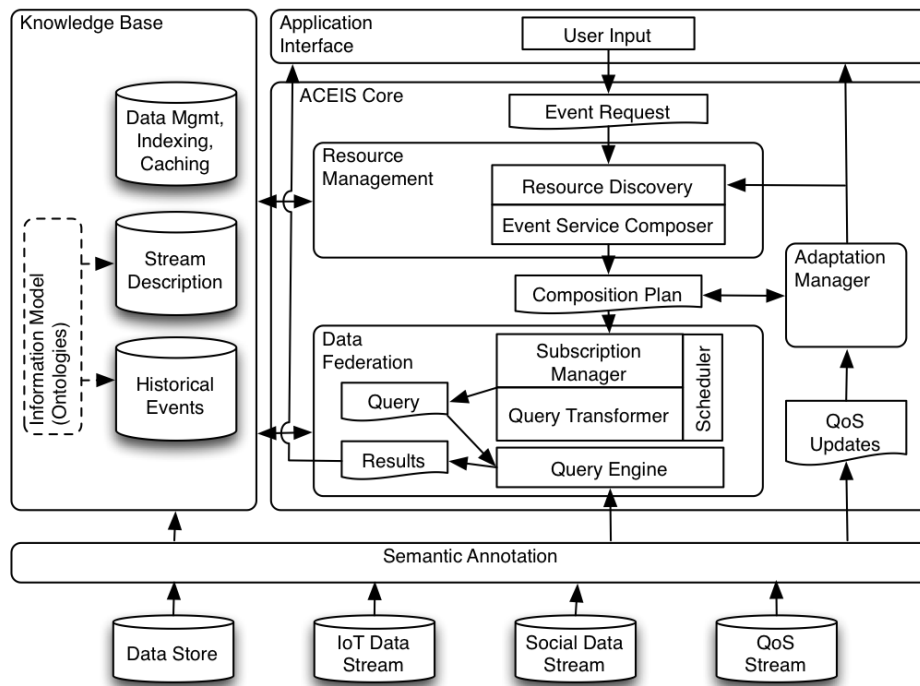 Knowledge Base
Data Mgmt,
Indexing,
Caching
Stream
Description
Historical
Events
Information Model
(Ontologies)
Application
Interface
User Input
ACEIS Core
Event Request
Resource
Management
Resource Discovery
Event Service Composer
Composition Plan
Adaptation
Manager
Data
Federation
Subscription
Manager
Scheduler
Query
Query Transformer
Results
Query Engine
QoS
Updates
Semantic Annotation
Data Store
IoT Data
Stream
Social Data
Stream
QoS
Stream